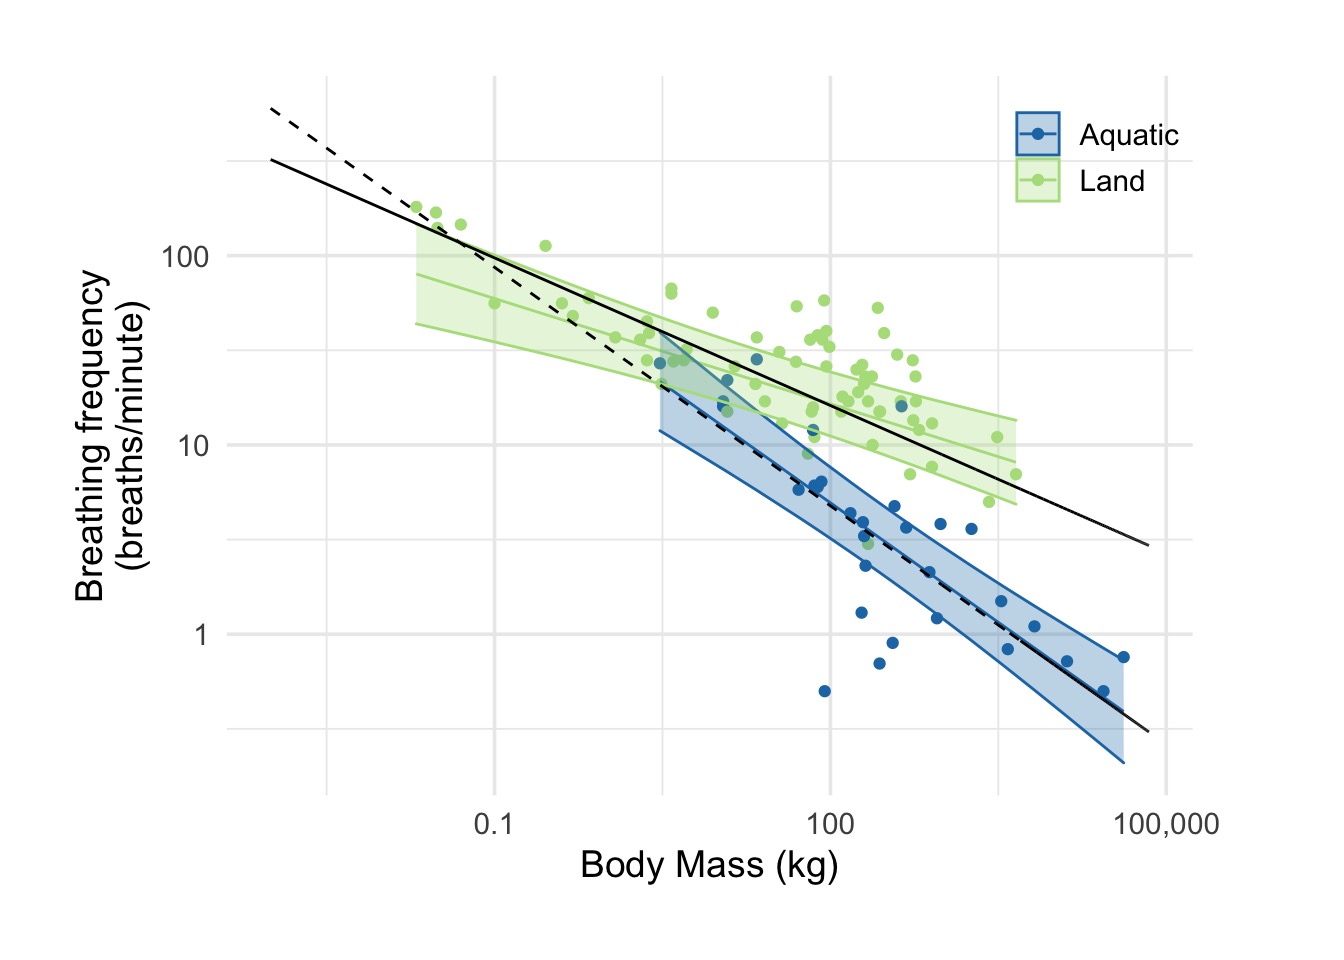 Aquatic
Land
100
10
1
Breathing frequency
(breaths/minute)
0.1
100
100,000
Body Mass (kg)